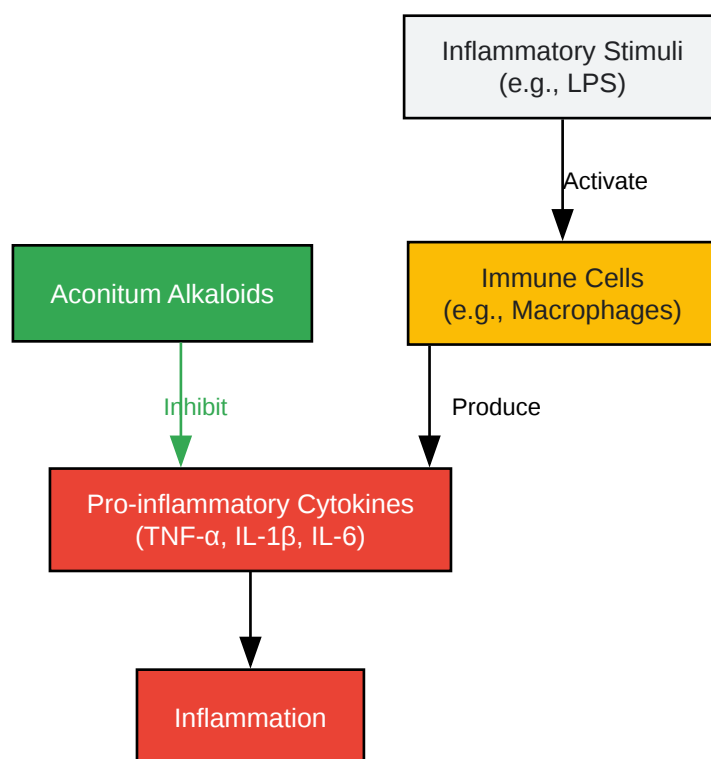 Inflammatory Stimuli
(e.g., LPS)
Activate
Aconitum Alkaloids
Immune Cells
(e.g., Macrophages)
Inhibit
Produce
Pro-inflammatory Cytokines
(TNF-α, IL-1β, IL-6)
Inflammation